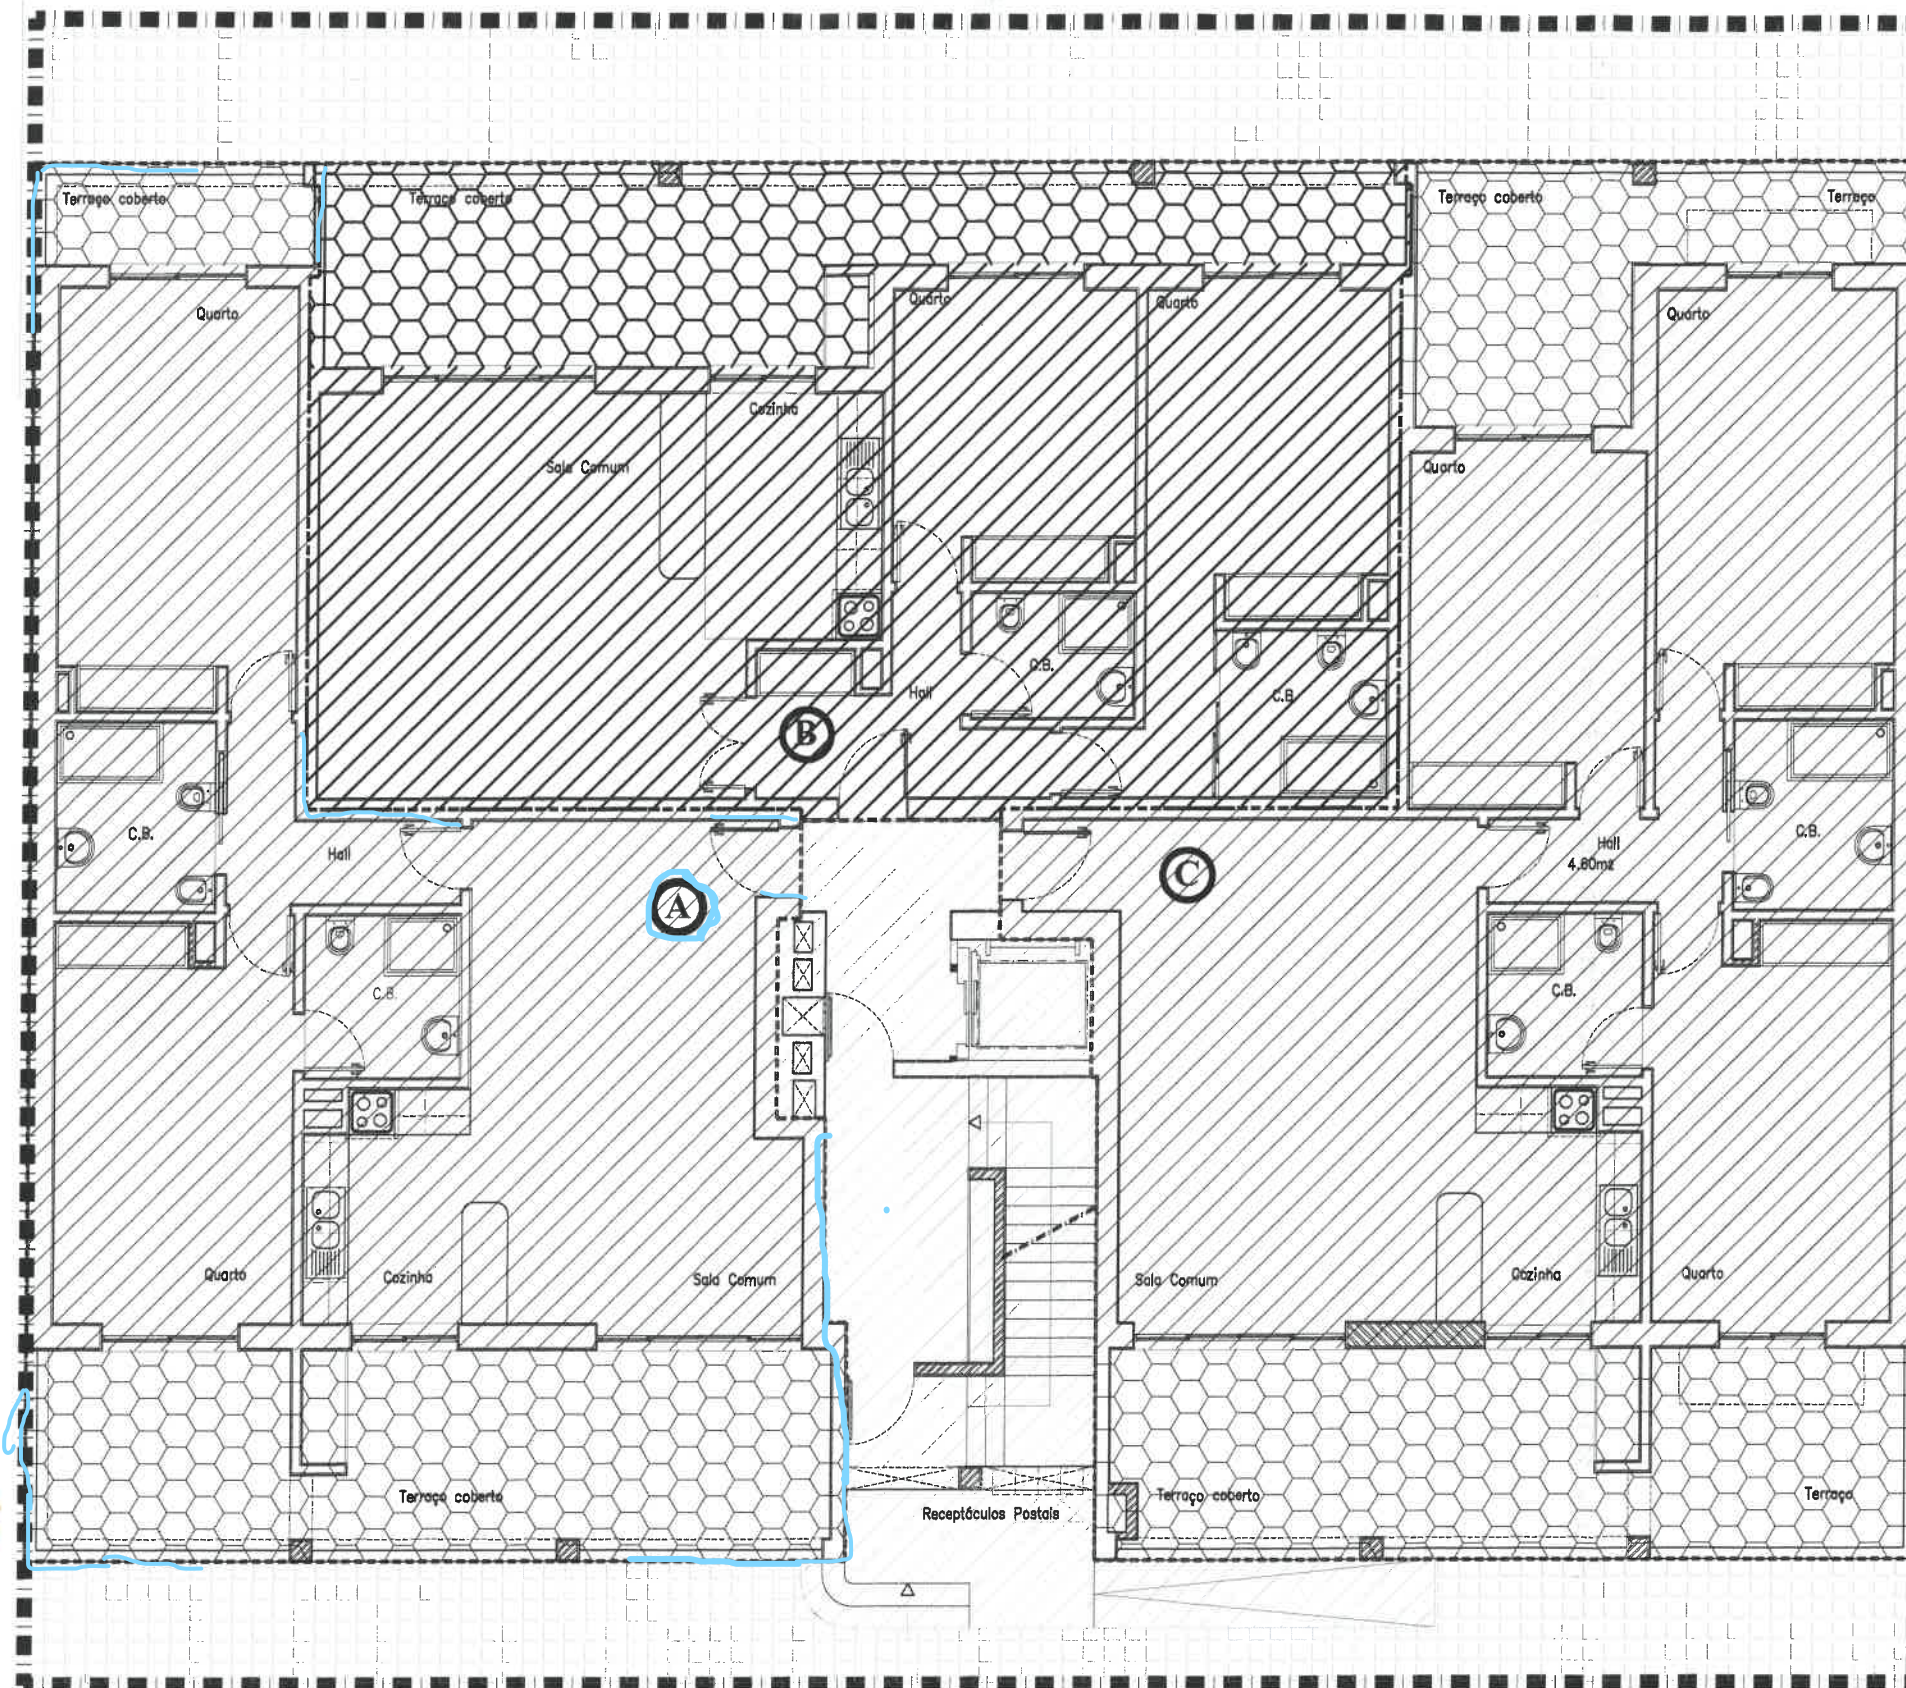 Terraço coberto
Terraço coberto
Terraço coberto
Terraço
Quarto
Quarto
Quarto
Quarto
Cozinha
Sala Comum
Quarto
C.B.
Hall
C.B.
B
C.B.
Hall
Hall
4.60m2
C.B.
A
C
C.B.
C.B.
Quarto
Cozinha
Sala Comum
Sala Comum
Cozinha
Quarto
Terraço coberto
Receptáculos Postais
Terraço coberto
Terraço